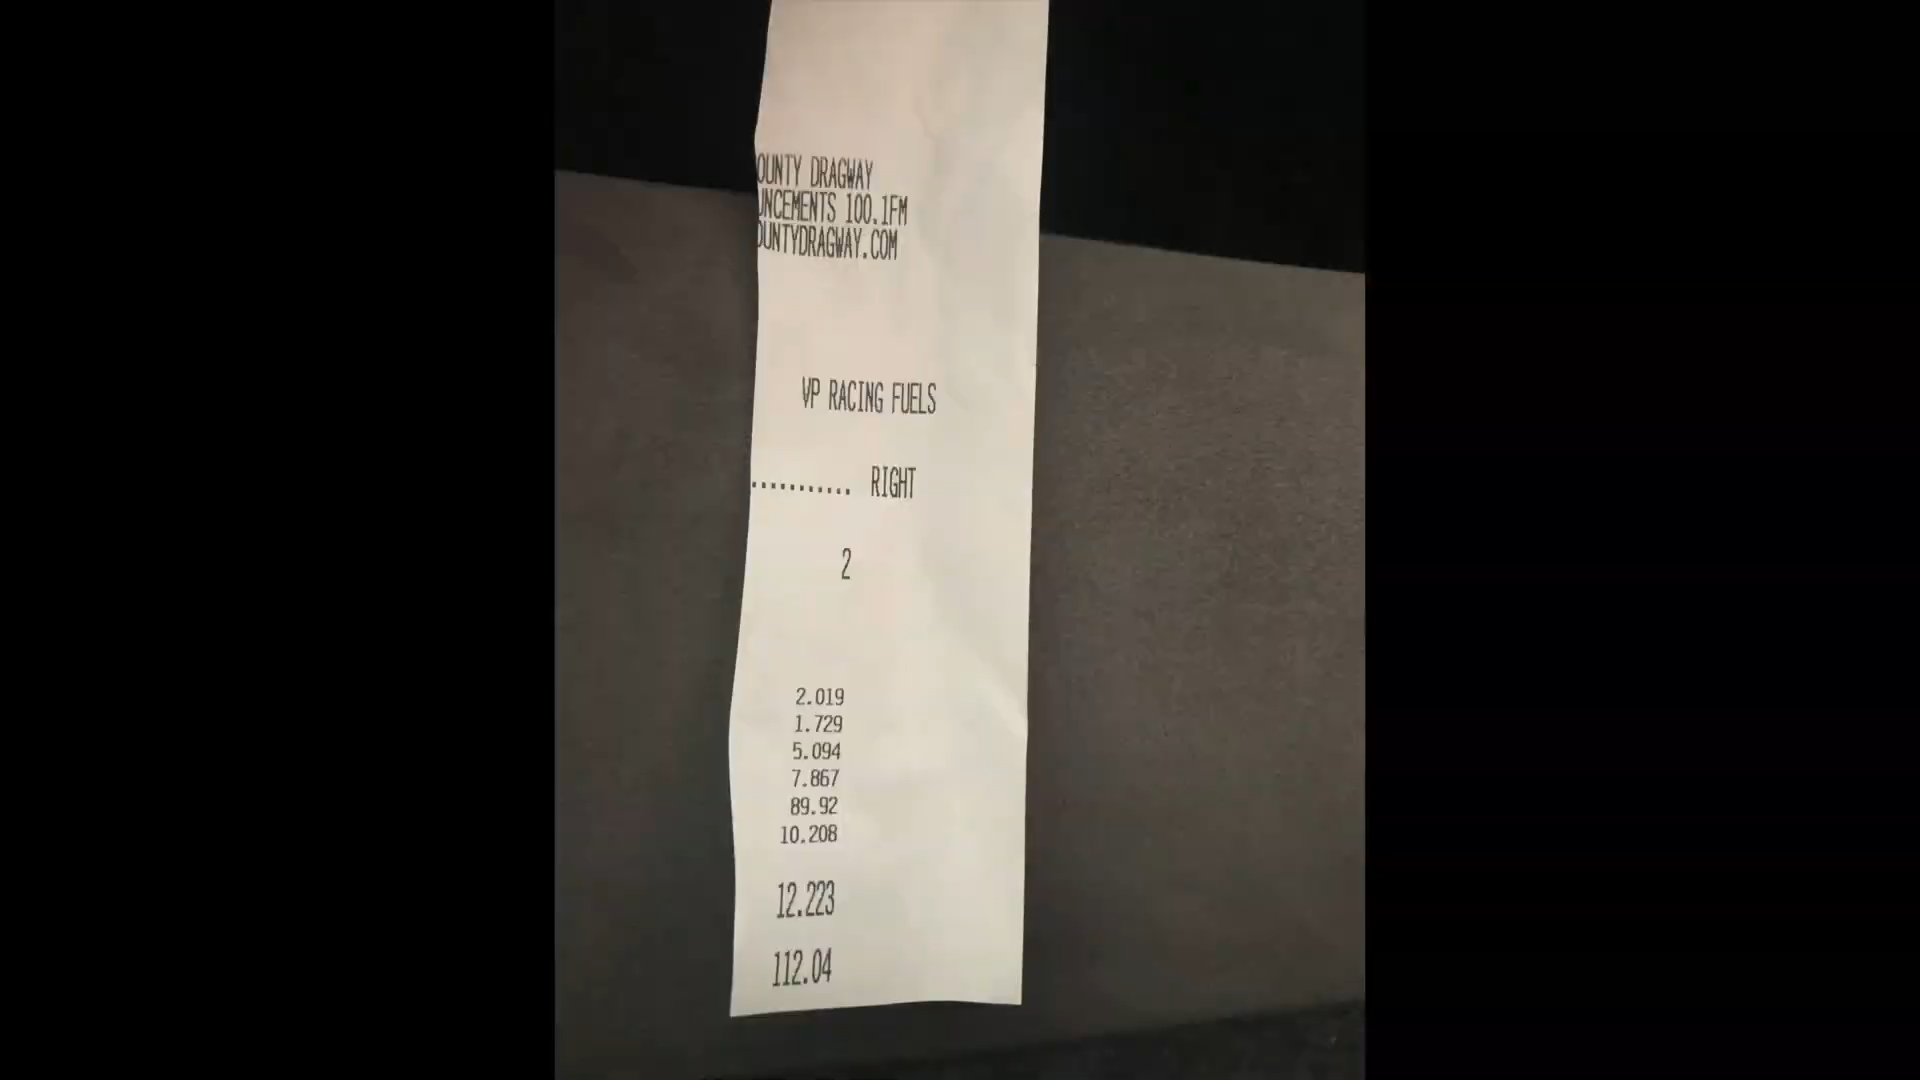 OUNTY DRAGWAY
UNCEMENTS 100.1FM
OUNTYDRAGWAY.COM
VP RACING FUELS
........... RIGHT
2
2.019
1.729
5.094
7.867
89.92
10.208
12.223
112.04